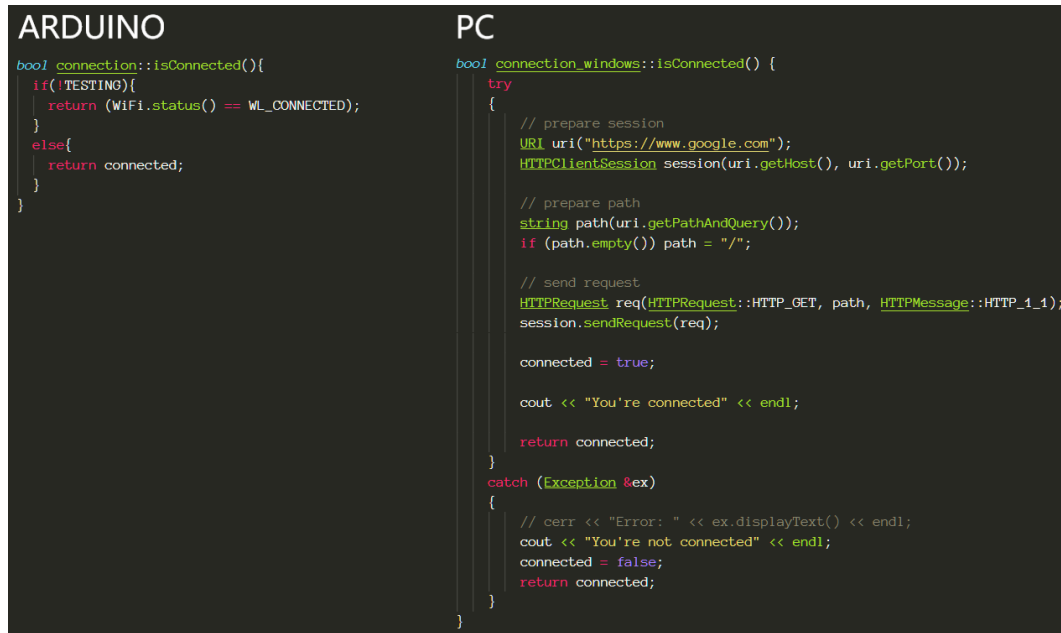 ARDUINO
bool connection::isConnected(){
if(!TESTING){
return (WiFi.status() == WL_CONNECTED);
}
else{
return connected;
}
}
PC
bool connection_windows::isConnected() {
try
{
// prepare session
URI uri("https://www.google.com");
HTTPClientSession session(uri.getHost(), uri.getPort());
// prepare path
string path(uri.getPathAndQuery());
if (path.empty()) path = "/";
// send request
HTTPRequest req(HTTPRequest::HTTP_GET, path, HTTPMessage::HTTP_1_1);
session.sendRequest(req);
connected = true;
cout << "You're connected" << endl;
return connected;
}
catch (Exception &ex)
{
// cerr << "Error: " << ex.displayText() << endl;
cout << "You're not connected" << endl;
connected = false;
return connected;
}
}